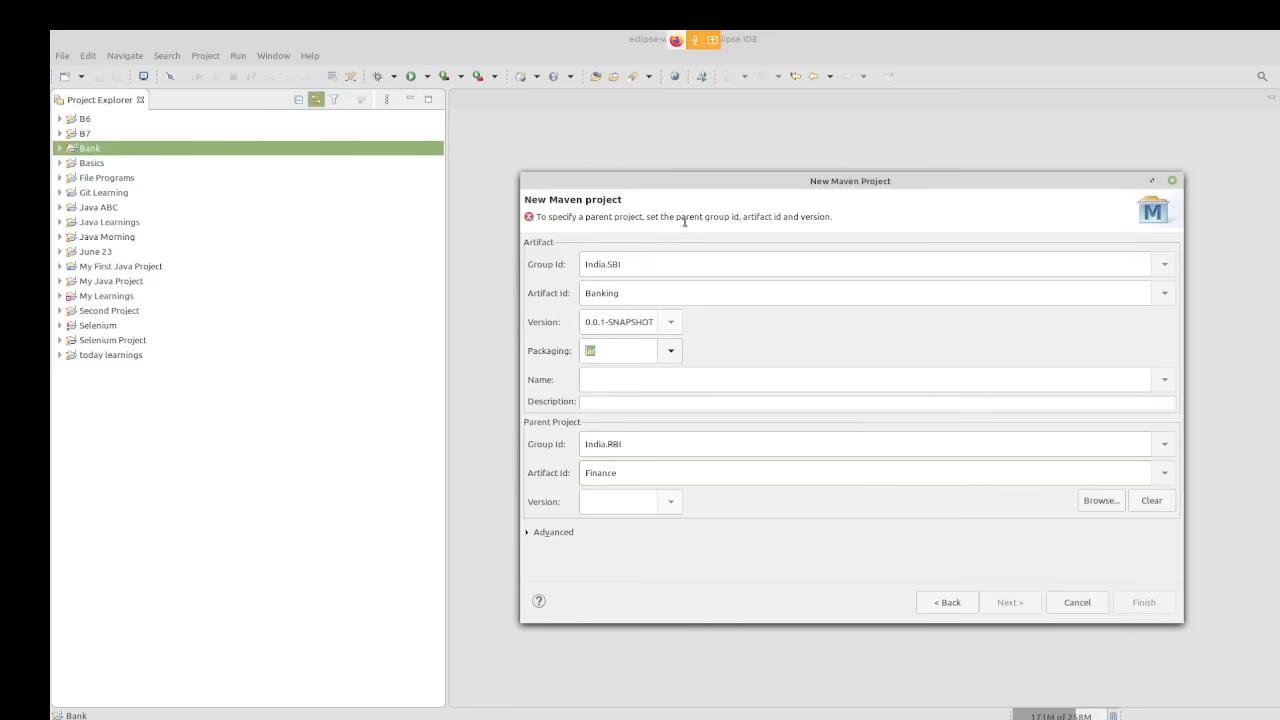 eclipse-w
lipse IDE
File Edit Navigate Search Project Run Window Help
Project Explorer
B6
B7
Bank
Basics
File Programs
Git Learning
Java ABC
Java Learnings
Java Morning
June 23
My First Java Project
My Java Project
My Learnings
Second Project
Selenium
Selenium Project
today learnings
New Maven Project
New Maven project
To specify a parent project, set the parent group id, artifact id and version.
M
Artifact
Group Id: India.SBI
Artifact Id: Banking
Version: 0.0.1-SNAPSHOT
Packaging: jar
Name:
Description:
Parent Project
Group Id: India.RBI
Artifact Id: Finance
Version: Browse... Clear
Advanced
? < Back Next > Cancel Finish
Bank